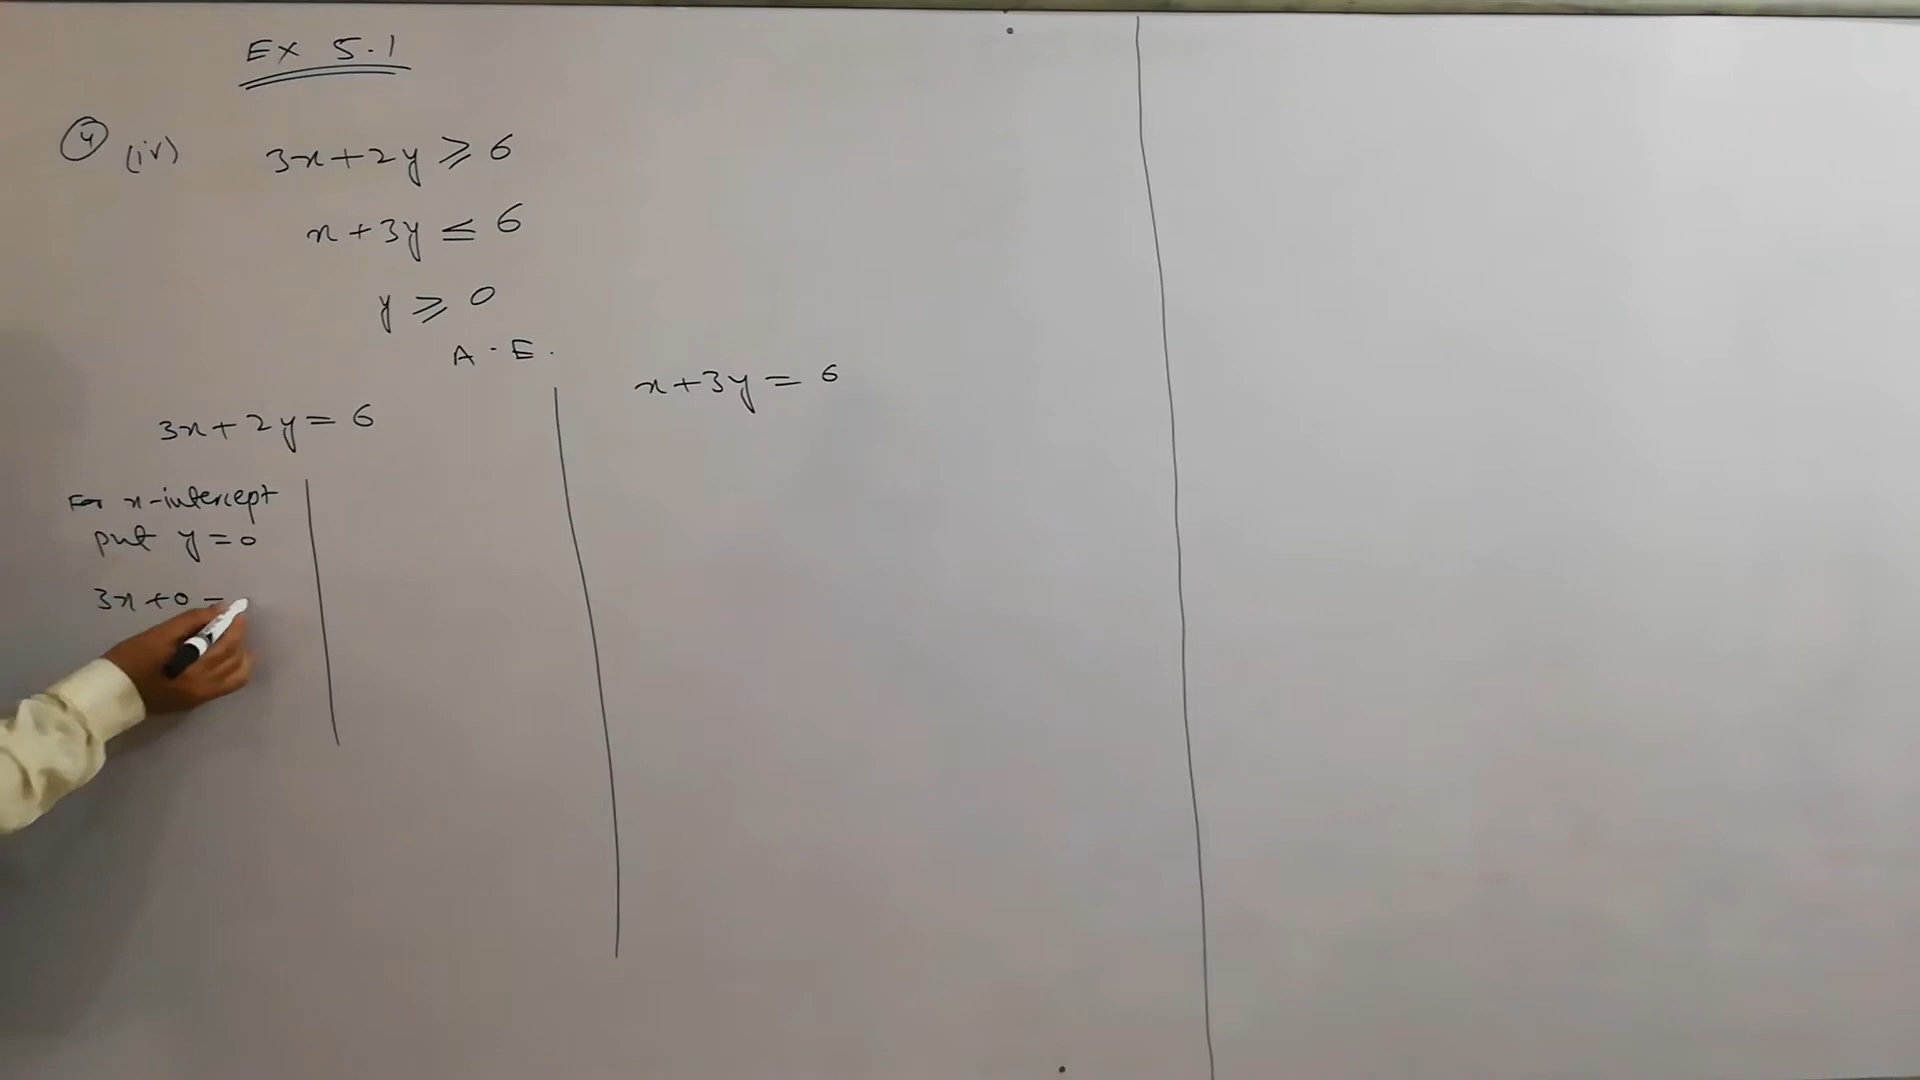 EX 5.1
4 (iv) 3x+2y ⩾ 6
x+3y ≤ 6
y ⩾ 0
A.E.
3x+2y = 6
x+3y = 6
For x-intercept
put y=0
3x+0 =